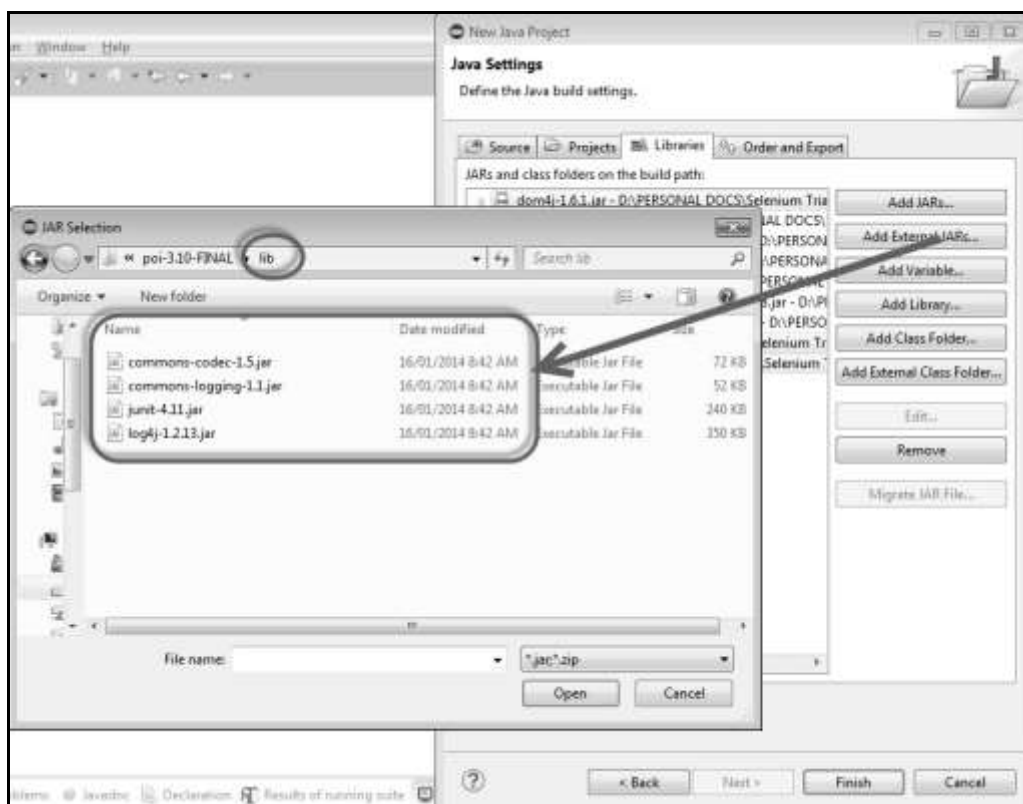 New Java Project
Window Help
Java Settings
Define the Java build settings.
Source Projects Libraries Order and Export
JARs and class folders on the build path:
dom4j-1.6.1.jar - D:\PERSONAL DOCS\Selenium Tria
Add JARs...
Add External JARs...
Add Variable...
Add Library...
Add Class Folder...
Add External Class Folder...
Edit...
Remove
Migrate JAR File...
JAR Selection
« poi-3.10-FINAL lib
Search lib
Organize New folder
Name Date modified Type Size
commons-codec-1.5.jar 16/01/2014 8:42 AM Executable Jar File 72 KB
commons-logging-1.1.jar 16/01/2014 8:42 AM Executable Jar File 52 KB
junit-4.11.jar 16/01/2014 8:42 AM Executable Jar File 240 KB
log4j-1.2.13.jar 16/01/2014 8:42 AM Executable Jar File 350 KB
File name: *.jar;*.zip
Open Cancel
< Back Next > Finish Cancel
blems @ Javadoc Declaration Results of running suite